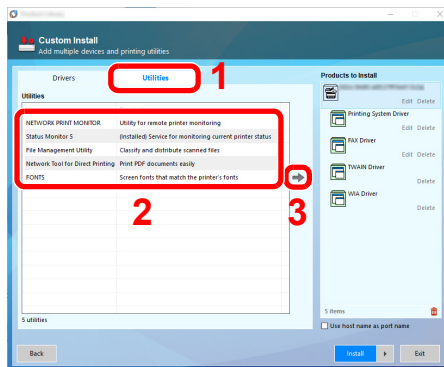 Custom Install
Add multiple devices and printing utilities
Drivers
Utilities
1
Utilities
NETWORK PRINT MONITOR Utility for remote printer monitoring
Status Monitor 5 (Installed) Service for monitoring current printer status
File Management Utility Classify and distribute scanned files
Network Tool for Direct Printing Print PDF documents easily
FONTS Screen fonts that match the printer's fonts
2
3
5 utilities
Products to Install
Edit Delete
Printing System Driver
Edit Delete
FAX Driver
Edit Delete
TWAIN Driver
Delete
WIA Driver
Delete
5 items
Use host name as port name
Back
Install
Exit